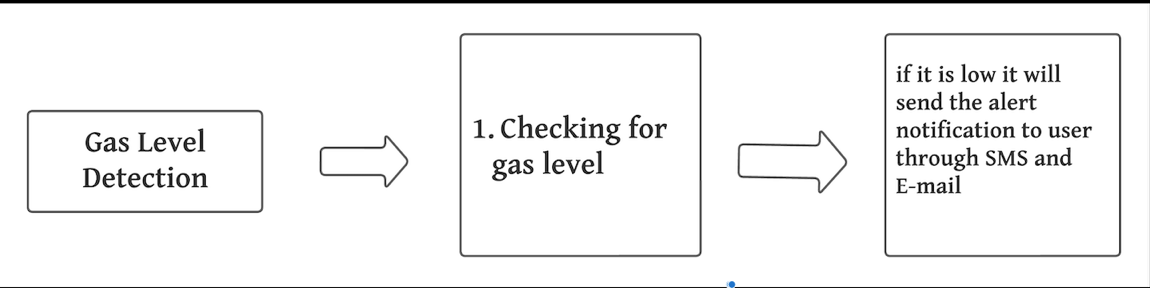 Gas Level
Detection
1. Checking for
gas level
if it is low it will
send the alert
notification to user
through SMS and
E-mail